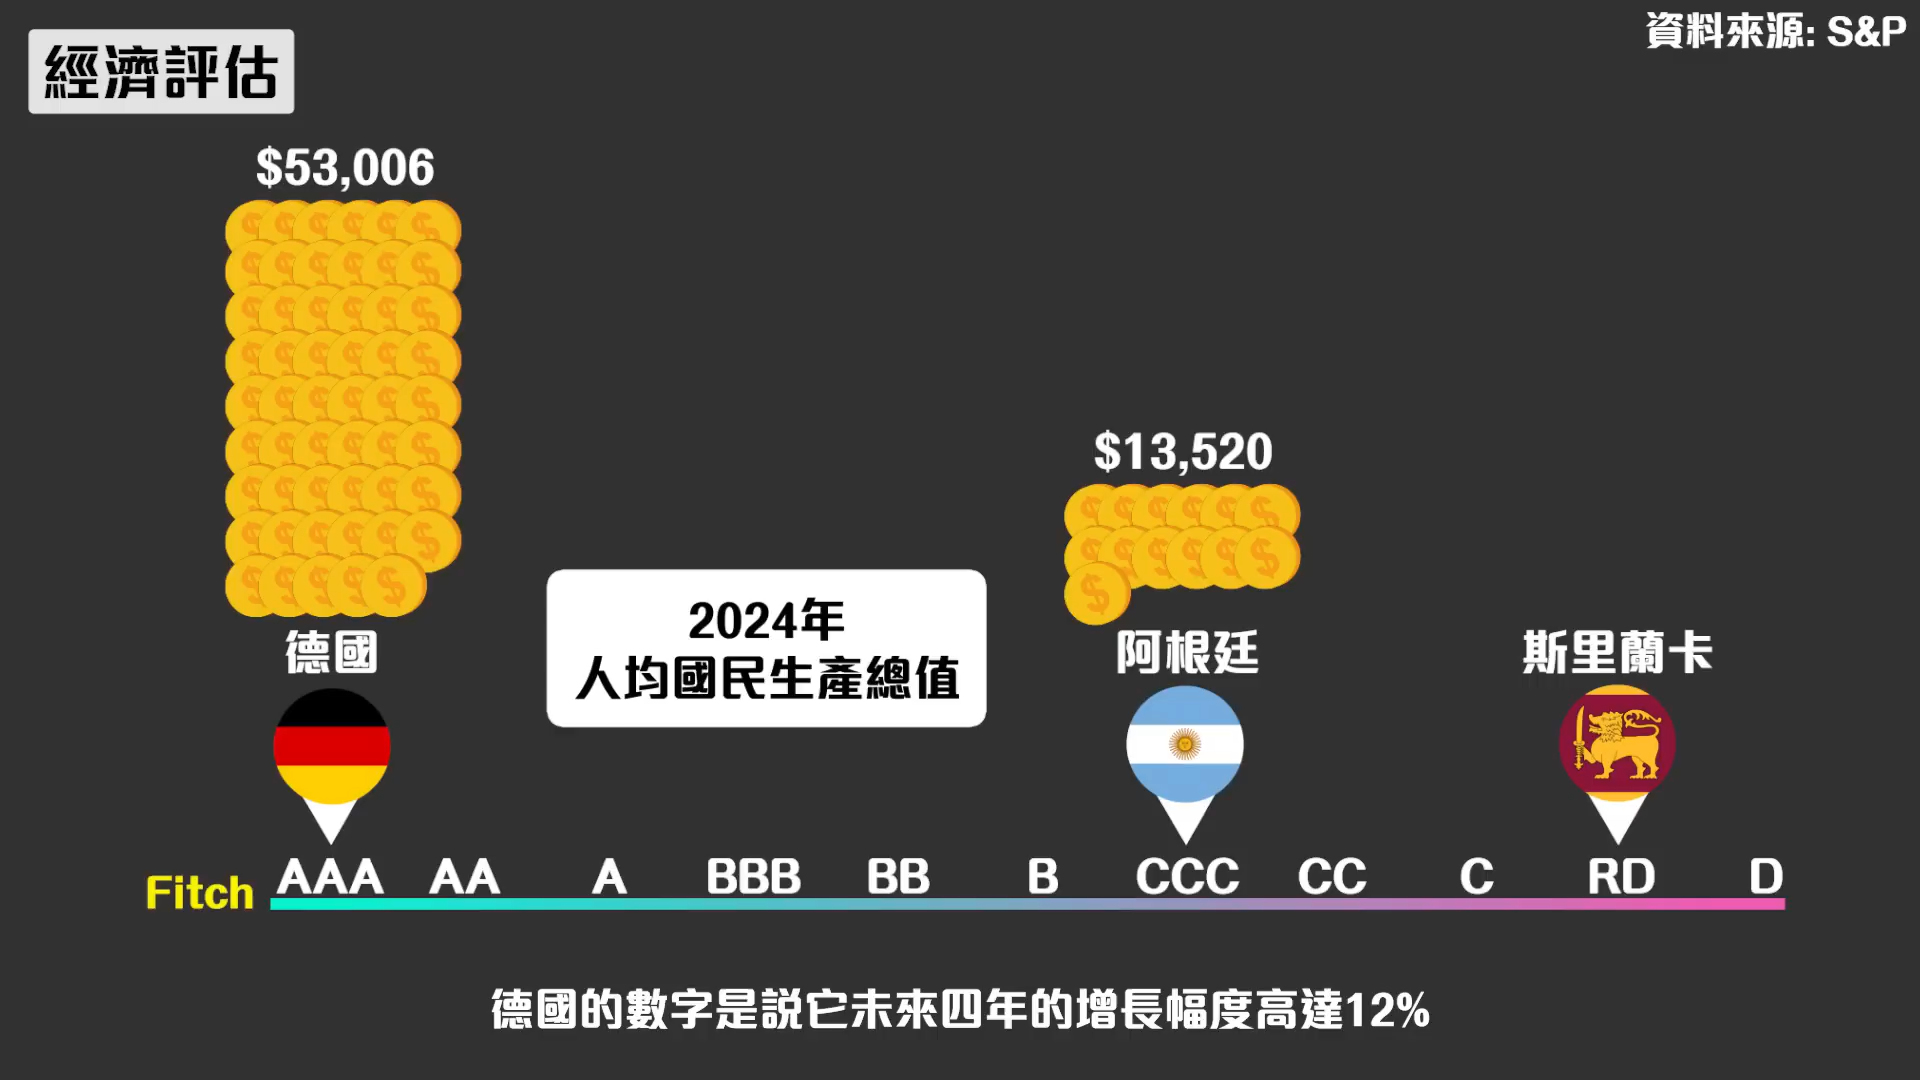 資料來源: S&P
經濟評估
$53,006
$13,520
2024年
人均國民生產總值
德國
阿根廷
斯里蘭卡
Fitch
AAA AA A BBB BB B CCC CC C RD D
德國的數字是説它未來四年的增長幅度高達12%